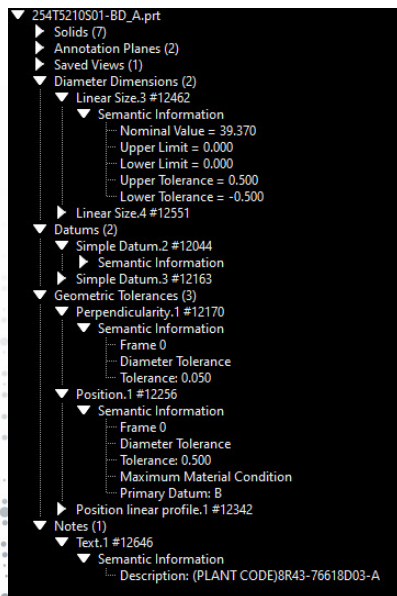 254T5210S01-BD_A.prt
Solids (7)
Annotation Planes (2)
Saved Views (1)
Diameter Dimensions (2)
Linear Size.3 #12462
Semantic Information
Nominal Value = 39.370
Upper Limit = 0.000
Lower Limit = 0.000
Upper Tolerance = 0.500
Lower Tolerance = -0.500
Linear Size.4 #12551
Datums (2)
Simple Datum.2 #12044
Semantic Information
Simple Datum.3 #12163
Geometric Tolerances (3)
Perpendicularity.1 #12170
Semantic Information
Frame 0
Diameter Tolerance
Tolerance: 0.050
Position.1 #12256
Semantic Information
Frame 0
Diameter Tolerance
Tolerance: 0.500
Maximum Material Condition
Primary Datum: B
Position linear profile.1 #12342
Notes (1)
Text.1 #12646
Semantic Information
Description: (PLANT CODE)8R43-76618D03-A